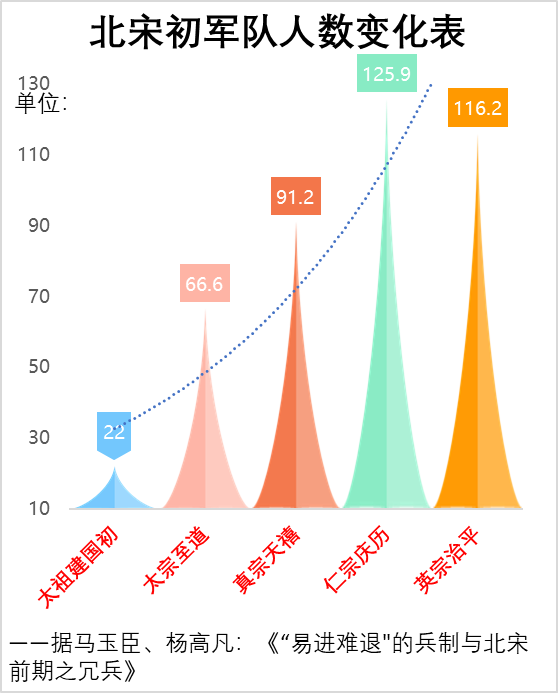 北宋初军队人数变化表
130
单位：
110
90
70
50
30
10
22
66.6
91.2
125.9
116.2
太祖建国初
太宗至道
真宗天禧
仁宗庆历
英宗治平
——据马玉臣、杨高凡：《“易进难退"的兵制与北宋
前期之冗兵》